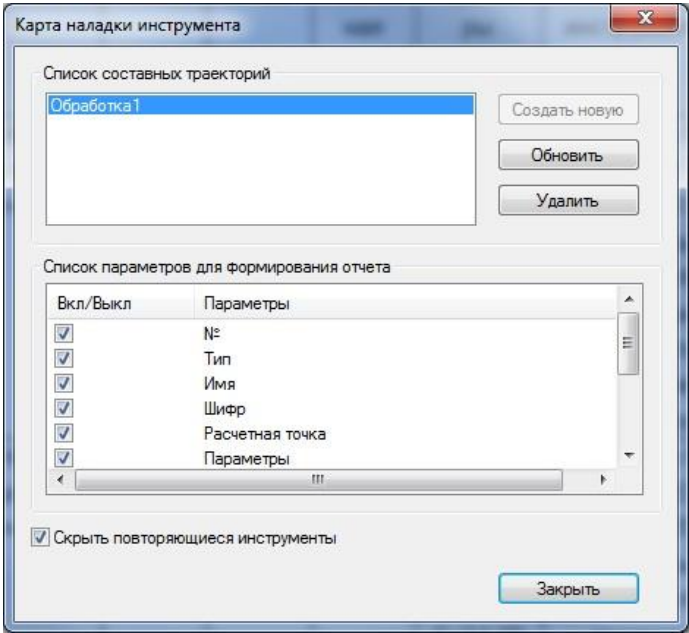 Карта наладки инструмента
Список составных траекторий
Обработка1
Создать новую
Обновить
Удалить
Список параметров для формирования отчета
Вкл/Выкл Параметры
№
Тип
Имя
Шифр
Расчетная точка
Параметры
Скрыть повторяющиеся инструменты
Закрыть